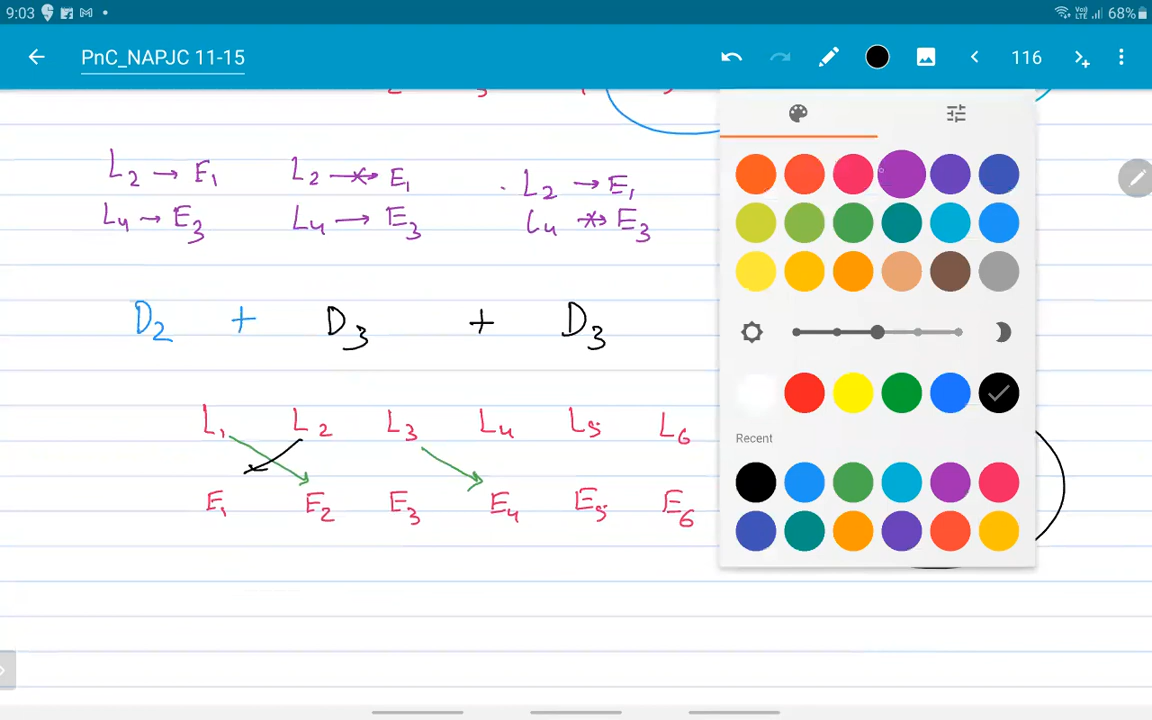 9:03 68%
PnC_NAPJC 11-15 116
L2 → E1 L2 → E1 L2 → E1
L4 → E3 L4 → E3 L4 → E3
D2 + D3 + D3
L1 L2 L3 L4 L5 L6
E1 E2 E3 E4 E5 E6
Recent